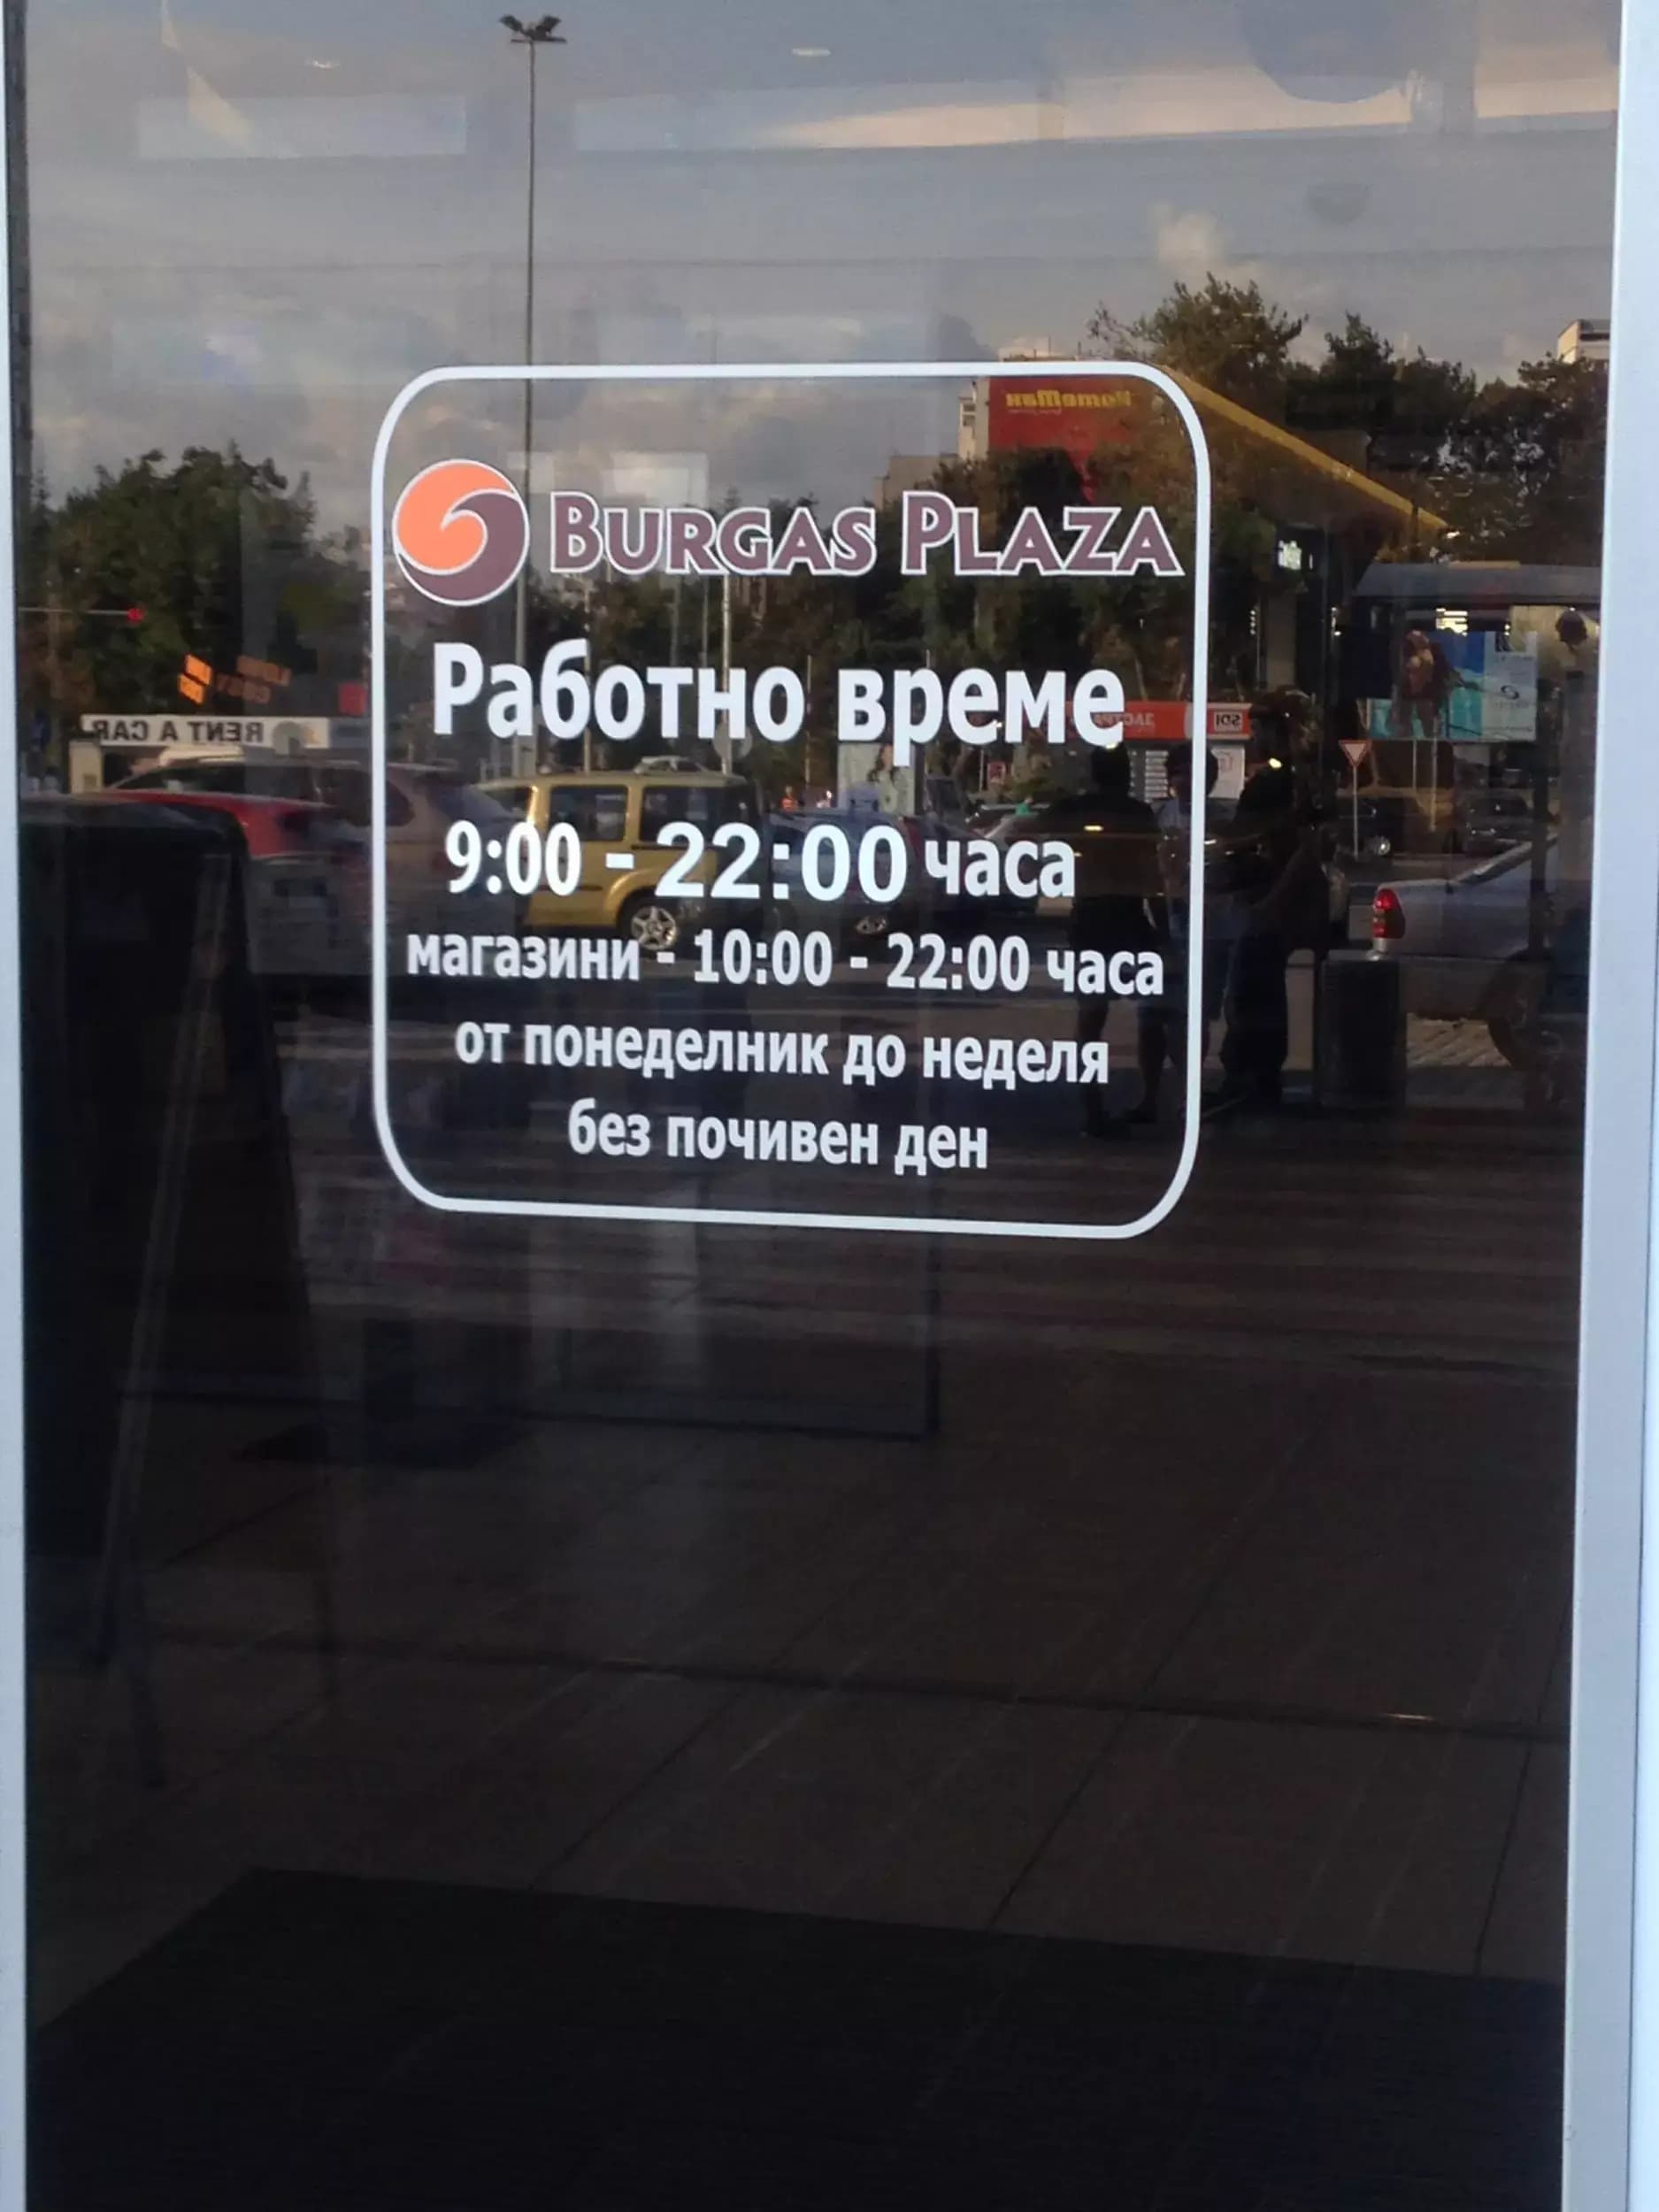 BURGAS PLAZA
Работно време
9:00 - 22:00 часа
магазини - 10:00 - 22:00 часа
от понеделник до неделя
без почивен ден
RENT A CAR